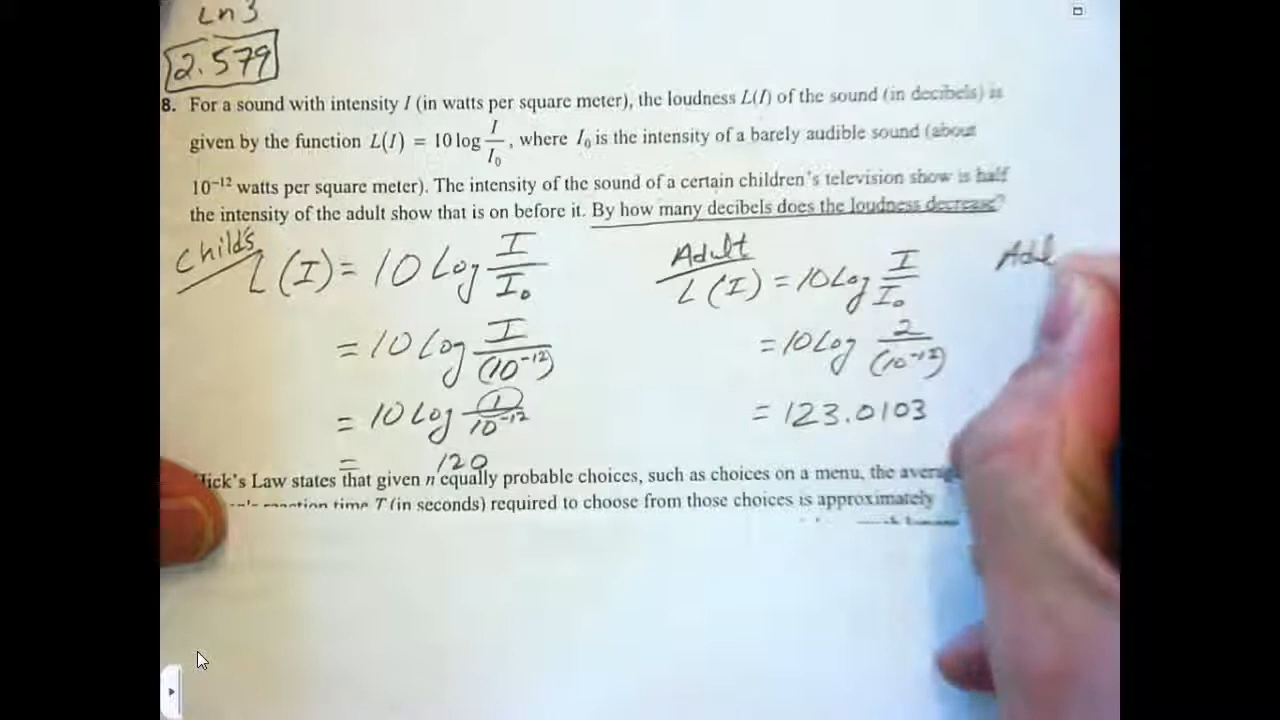 Ln 3
2.579
8. For a sound with intensity I (in watts per square meter), the loudness L(I) of the sound (in decibels) is
given by the function L(I) = 10 log I/I₀, where I₀ is the intensity of a barely audible sound (about
10⁻¹² watts per square meter). The intensity of the sound of a certain children's television show is half
the intensity of the adult show that is on before it. By how many decibels does the loudness decrease?
Child's
L(I) = 10 Log I/I₀
= 10 Log I/(10⁻¹²)
= 10 Log 1/10⁻¹²
= 120
Adult
L(I) = 10 Log I/I₀
= 10 Log 2/(10⁻¹²)
= 123.0103
Adul
Hick's Law states that given n equally probable choices, such as choices on a menu, the average
reaction time T (in seconds) required to choose from those choices is approximately